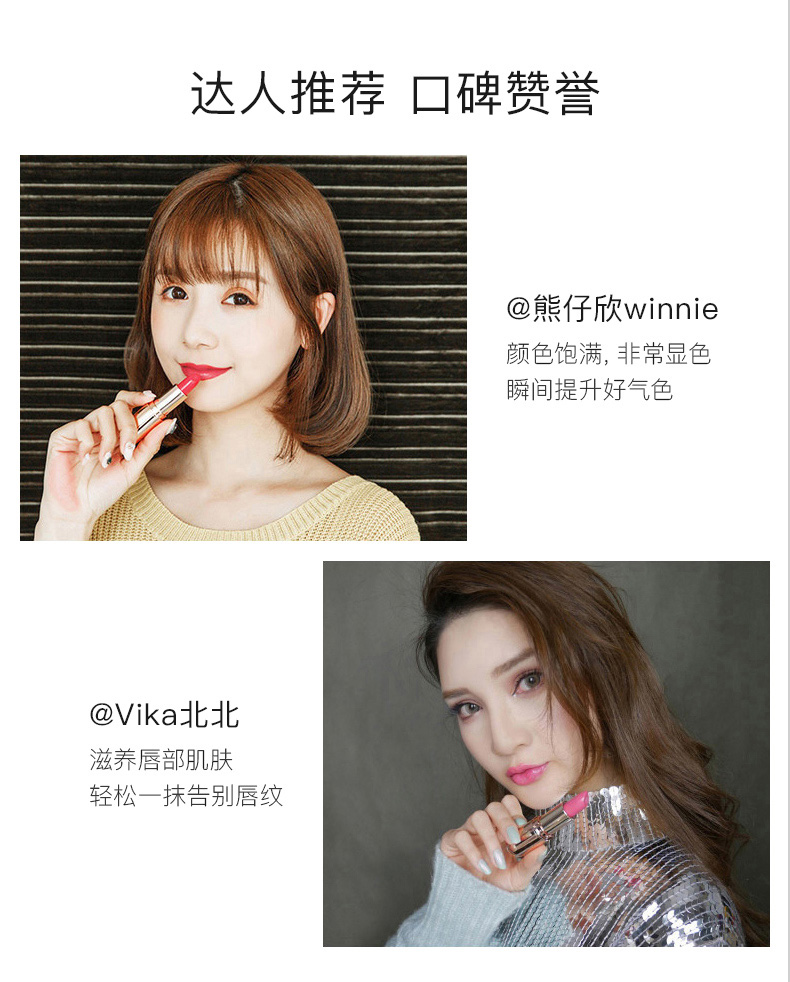 达人推荐 口碑赞誉
@熊仔欣winnie
颜色饱满, 非常显色
瞬间提升好气色
@Vika北北
滋养唇部肌肤
轻松一抹告别唇纹